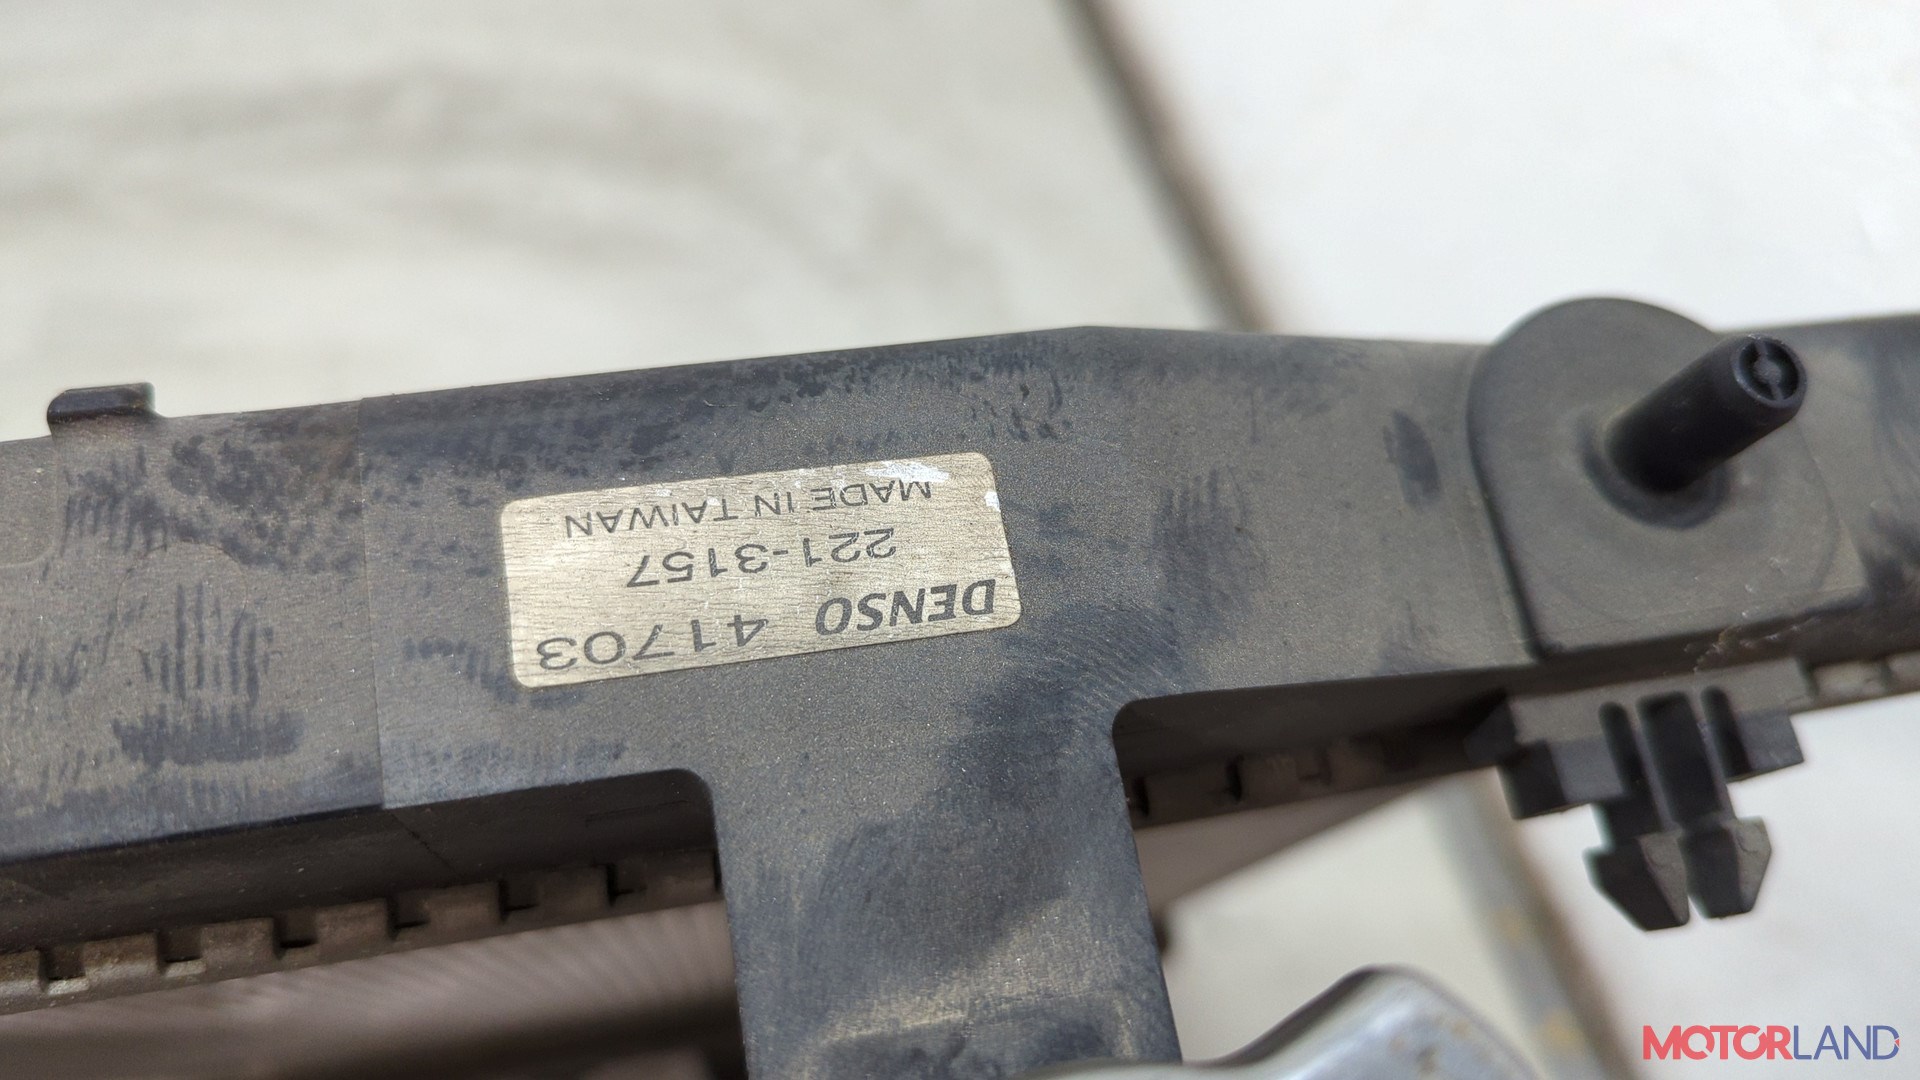 DENSO 41703
221-3157
MADE IN TAIWAN
MOTORLAND